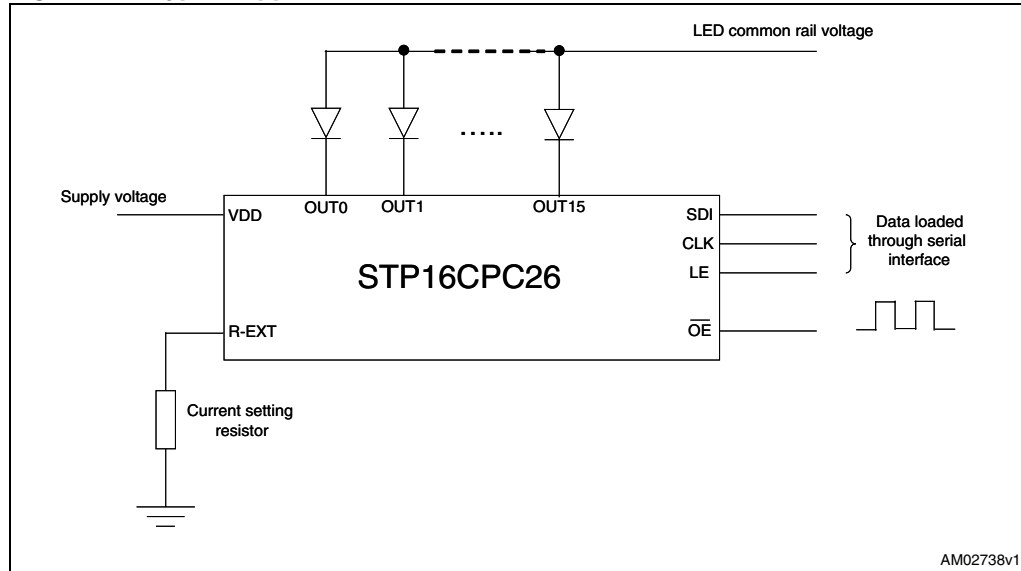 LED common rail voltage
.....
Supply voltage
VDD
OUT0
OUT1
OUT15
SDI
CLK
LE
Data loaded
through serial
interface
STP16CPC26
R-EXT
OE
Current setting
resistor
AM02738v1